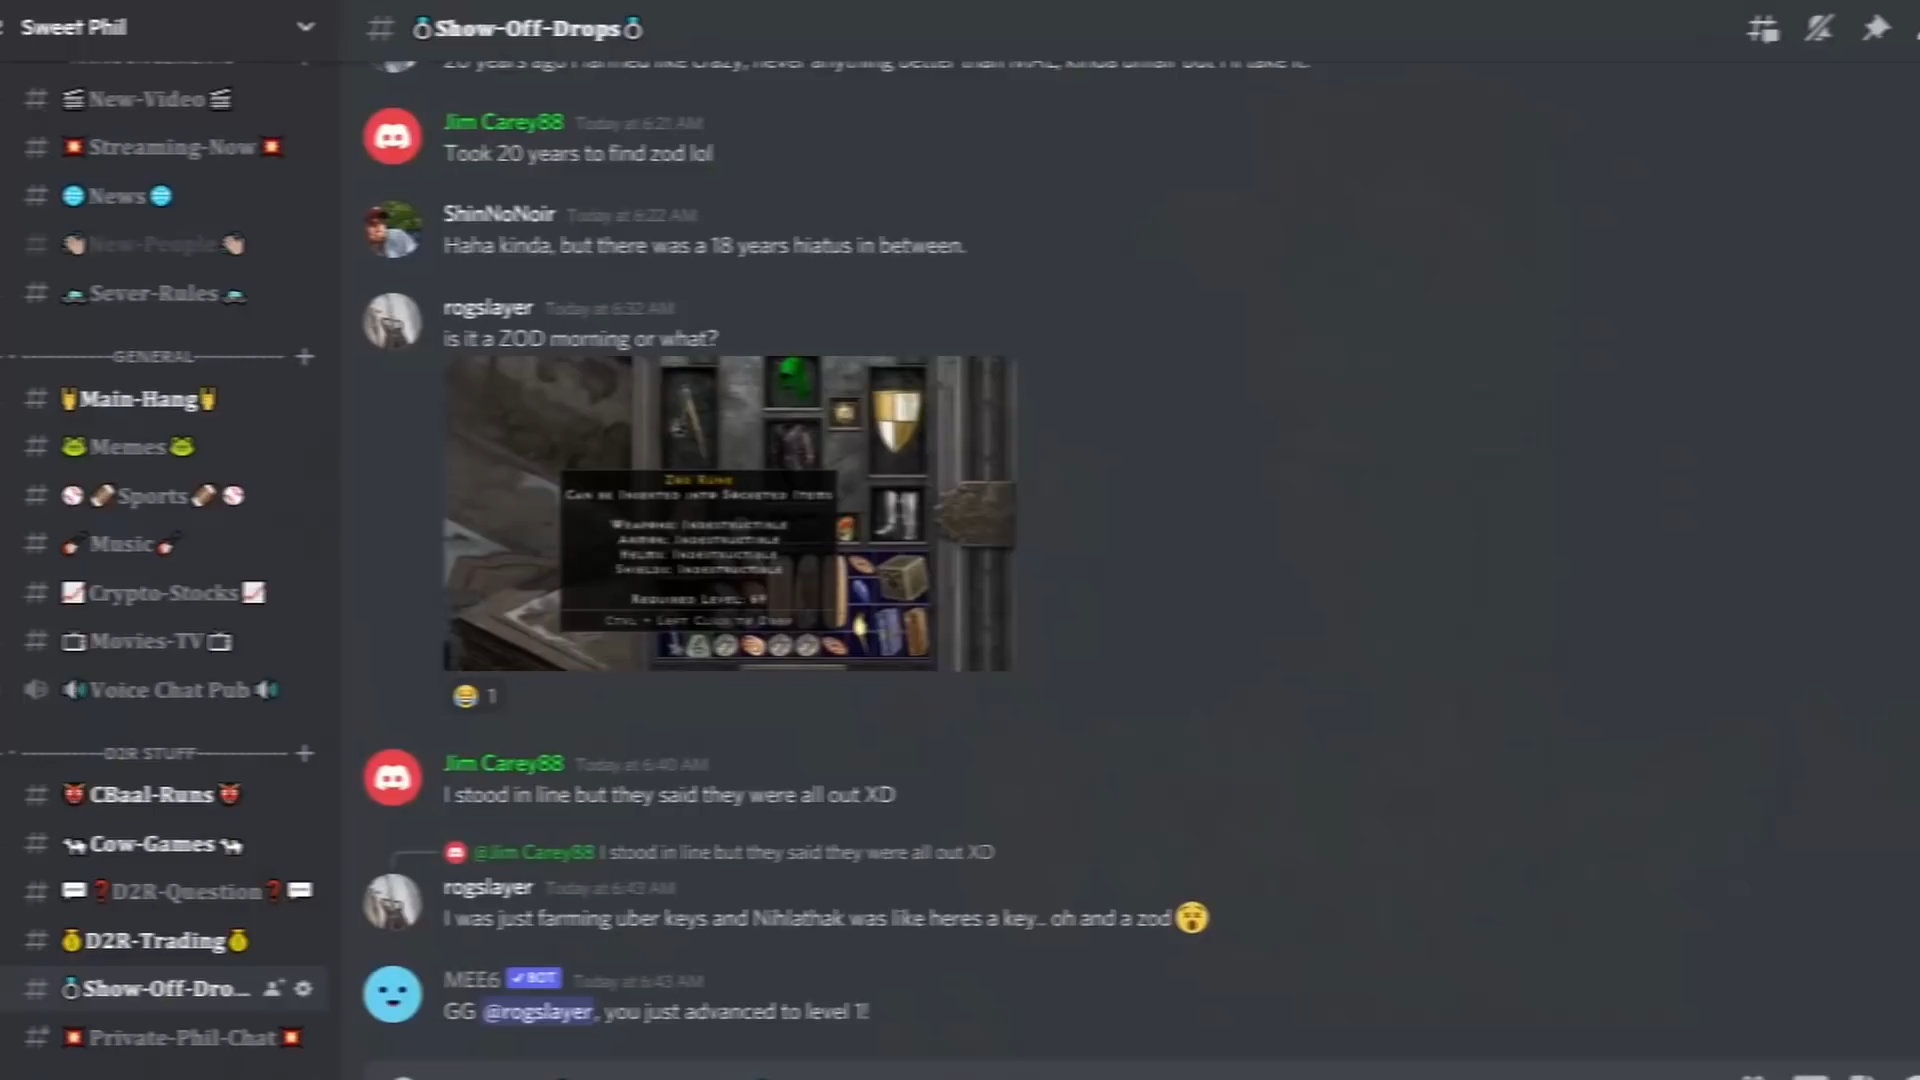 Sweet Phil
New-Video
Streaming-Now
News
New-People
Sever-Rules
GENERAL
Main-Hang
Memes
Sports
Music
Crypto-Stocks
Movies-TV
Voice Chat Pub
D2R STUFF
CBaal-Runs
Cow-Games
D2R-Question
D2R-Trading
Show-Off-Dro...
Private-Phil-Chat
Show-Off-Drops
20 years ago I farmed like crazy, never anything better than MAL, kinda unfair but I'll take it.
Jim Carey88 Today at 6:21 AM
Took 20 years to find zod lol
ShinNoNoir Today at 6:22 AM
Haha kinda, but there was a 18 years hiatus in between.
rogslayer Today at 6:32 AM
is it a ZOD morning or what?
Zod Rune
Can be Inserted into Socketed Items
Weapons: Indestructible
Armor: Indestructible
Helms: Indestructible
Shields: Indestructible
Required Level: 69
Ctrl + Left Click to Drop
1
Jim Carey88 Today at 6:40 AM
I stood in line but they said they were all out XD
@Jim Carey88 I stood in line but they said they were all out XD
rogslayer Today at 6:43 AM
I was just farming uber keys and Nihlathak was like heres a key.. oh and a zod
MEE6 BOT Today at 6:43 AM
GG @rogslayer, you just advanced to level 1!